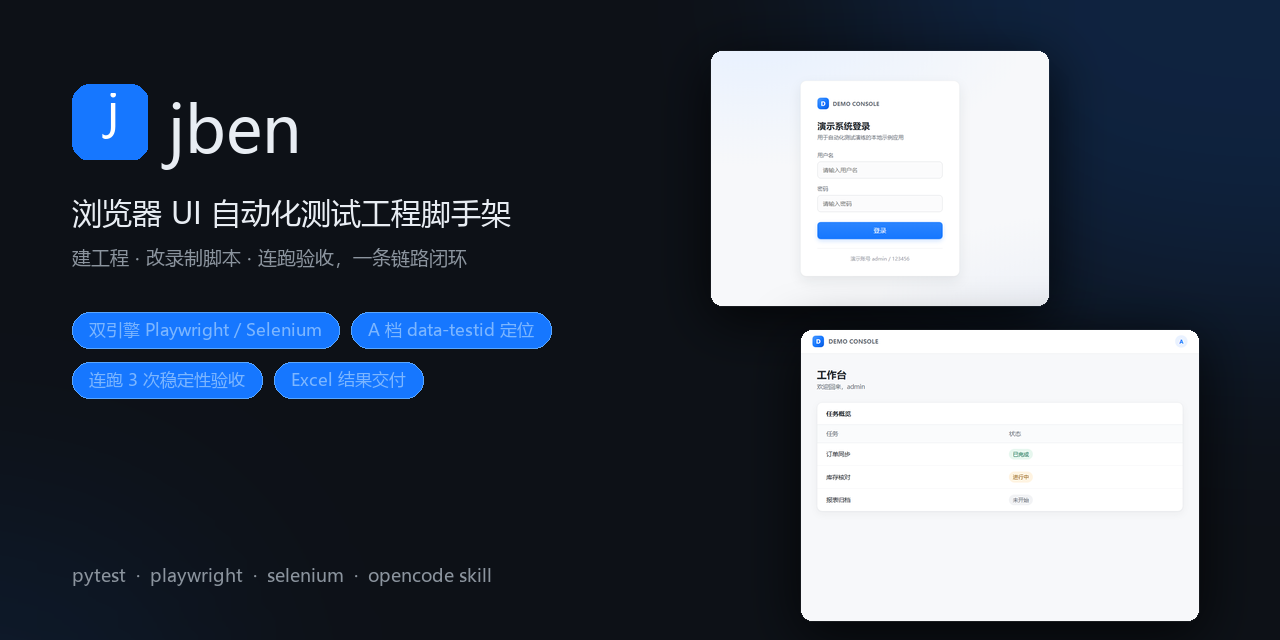 j jben
浏览器 UI 自动化测试工程脚手架
建工程 · 改录制脚本 · 连跑验收，一条链路闭环
双引擎 Playwright / Selenium
A 档 data-testid 定位
连跑 3 次稳定性验收
Excel 结果交付
pytest · playwright · selenium · opencode skill
D DEMO CONSOLE
演示系统登录
用于自动化测试演练的本地示例应用
用户名
请输入用户名
密码
请输入密码
登录
演示账号 admin / 123456
D DEMO CONSOLE A
工作台
欢迎回来，admin
任务概览
任务 状态
订单同步 已完成
库存核对 进行中
报表归档 未开始